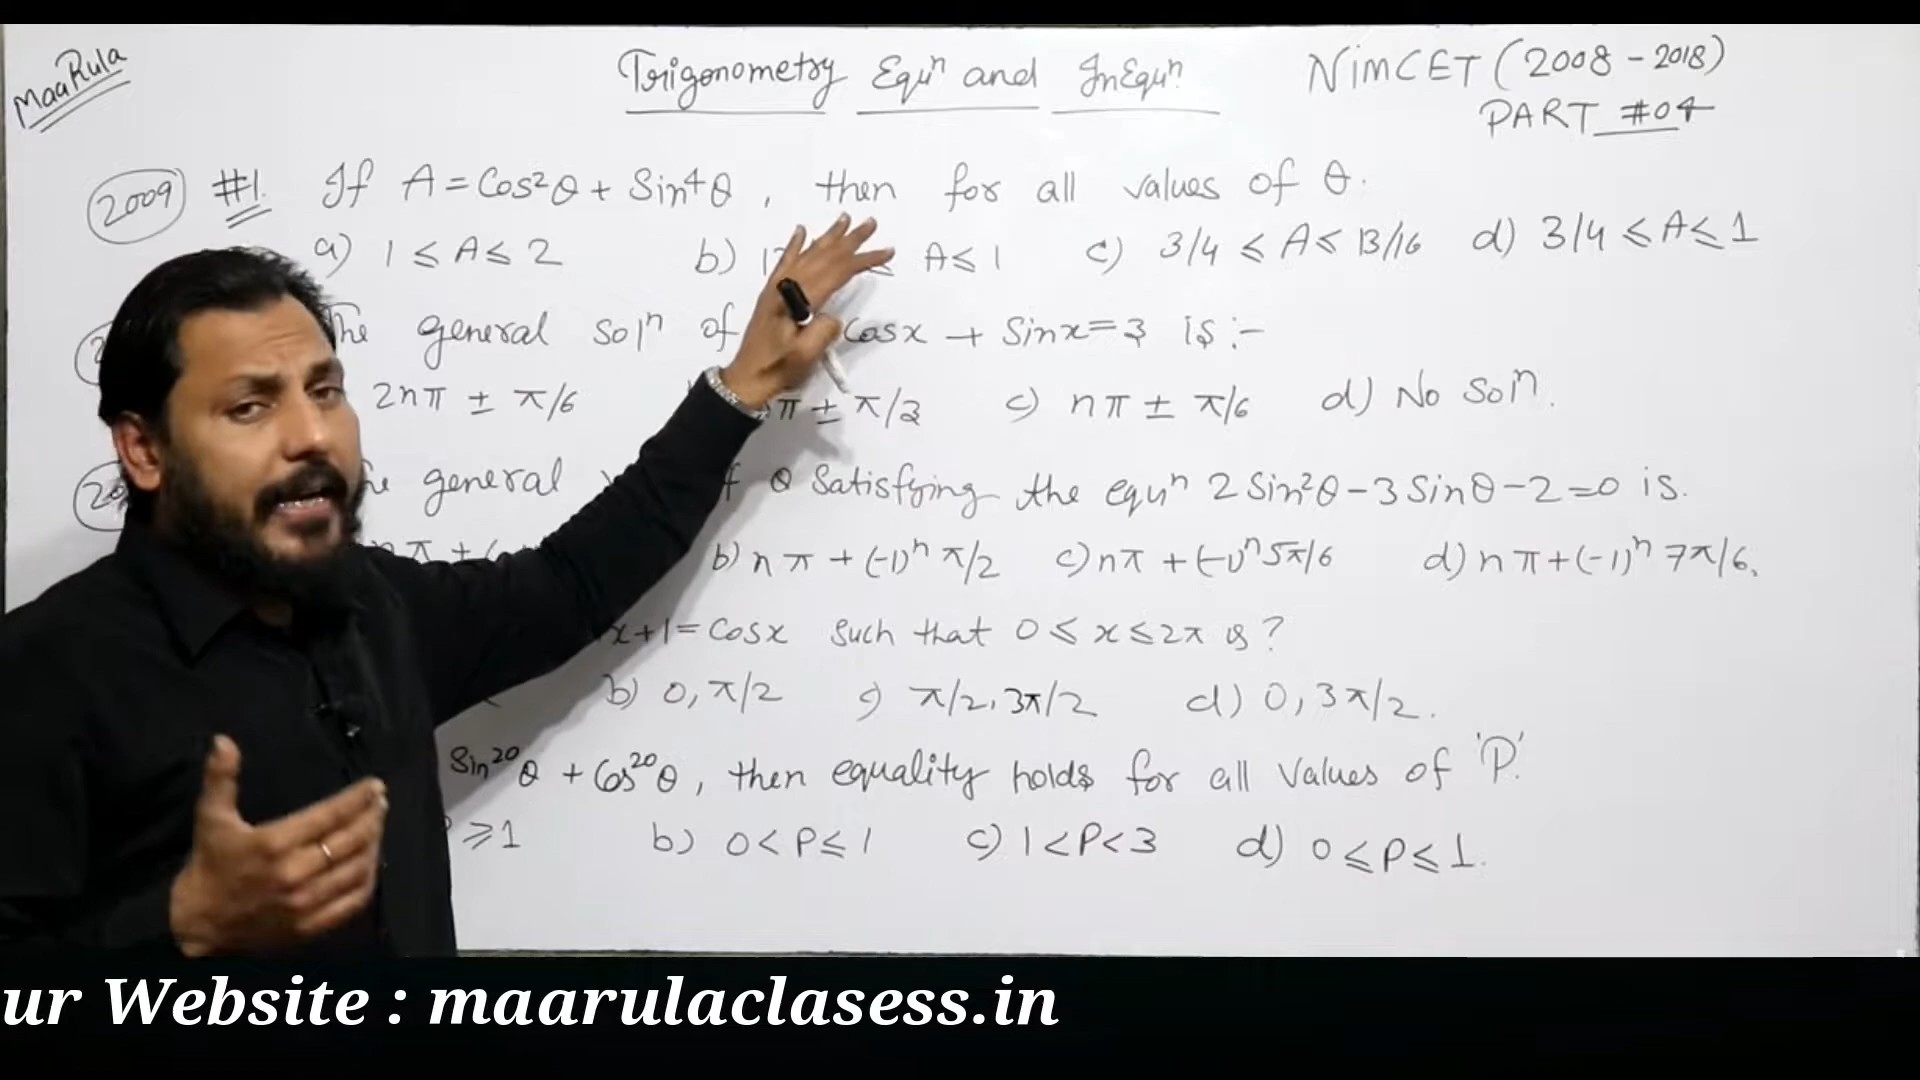 MaaRula
Trigonometry Equⁿ and InEquⁿ.
NimCET (2008 - 2018)
PART #04
2009 #1. If A = Cos²θ + Sin⁴θ, then for all values of θ.
a) 1 ≤ A ≤ 2 b) A ≤ 1 c) 3/4 ≤ A ≤ 13/16 d) 3/4 ≤ A ≤ 1
The general solⁿ of Cosx + Sinx = 3 is :-
2nπ ± π/6 π ± π/3 c) nπ ± π/6 d) No Solⁿ.
general θ Satisfying the equⁿ 2 Sin²θ - 3 Sinθ - 2 = 0 is.
b) nπ + (-1)ⁿ π/2 c) nπ + (-1)ⁿ 5π/6 d) nπ + (-1)ⁿ 7π/6.
x + 1 = Cosx Such that 0 ≤ x ≤ 2π is?
b) 0, π/2 c) π/2, 3π/2 d) 0, 3π/2.
Sin²⁰θ + Cos²⁰θ, then equality holds for all values of 'P'.
≥ 1 b) 0 < P ≤ 1 c) 1 < P < 3 d) 0 ≤ P ≤ 1.
ur Website : maarulaclasess.in